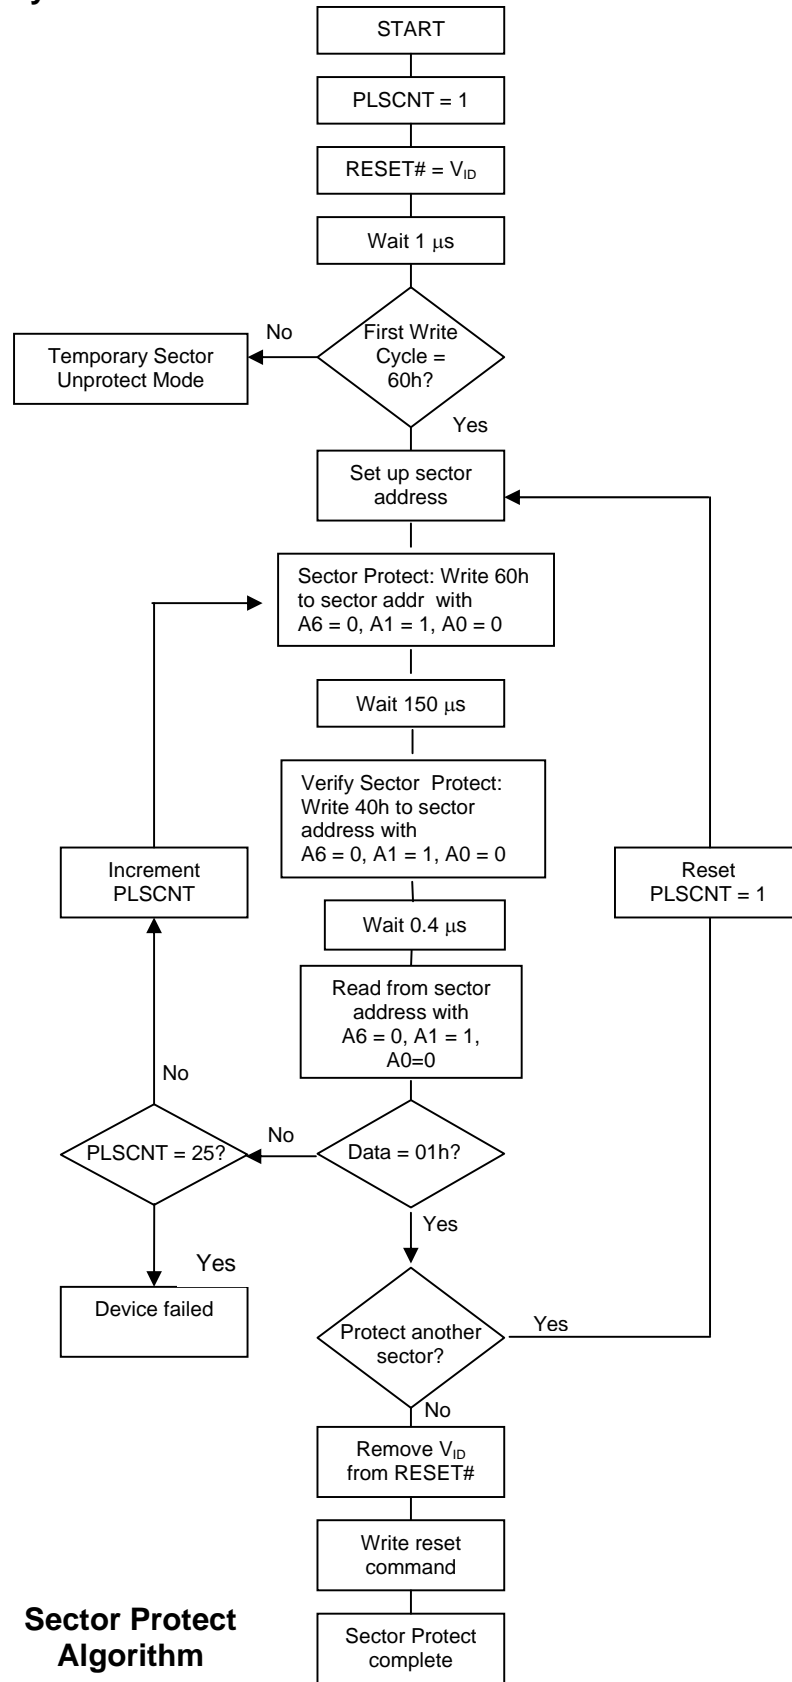 START
PLSCNT = 1
RESET# = VID
Wait 1 μs
First Write
Cycle =
60h?
No
Temporary Sector
Unprotect Mode
Yes
Set up sector
address
Sector Protect: Write 60h
to sector addr with
A6 = 0, A1 = 1, A0 = 0
Wait 150 μs
Verify Sector Protect:
Write 40h to sector
address with
A6 = 0, A1 = 1, A0 = 0
Increment
PLSCNT
Reset
PLSCNT = 1
Wait 0.4 μs
Read from sector
address with
A6 = 0, A1 = 1,
A0=0
No
PLSCNT = 25?
No
Data = 01h?
Yes
Yes
Device failed
Protect another
sector?
Yes
No
Remove VID
from RESET#
Write reset
command
Sector Protect
complete
Sector Protect
Algorithm